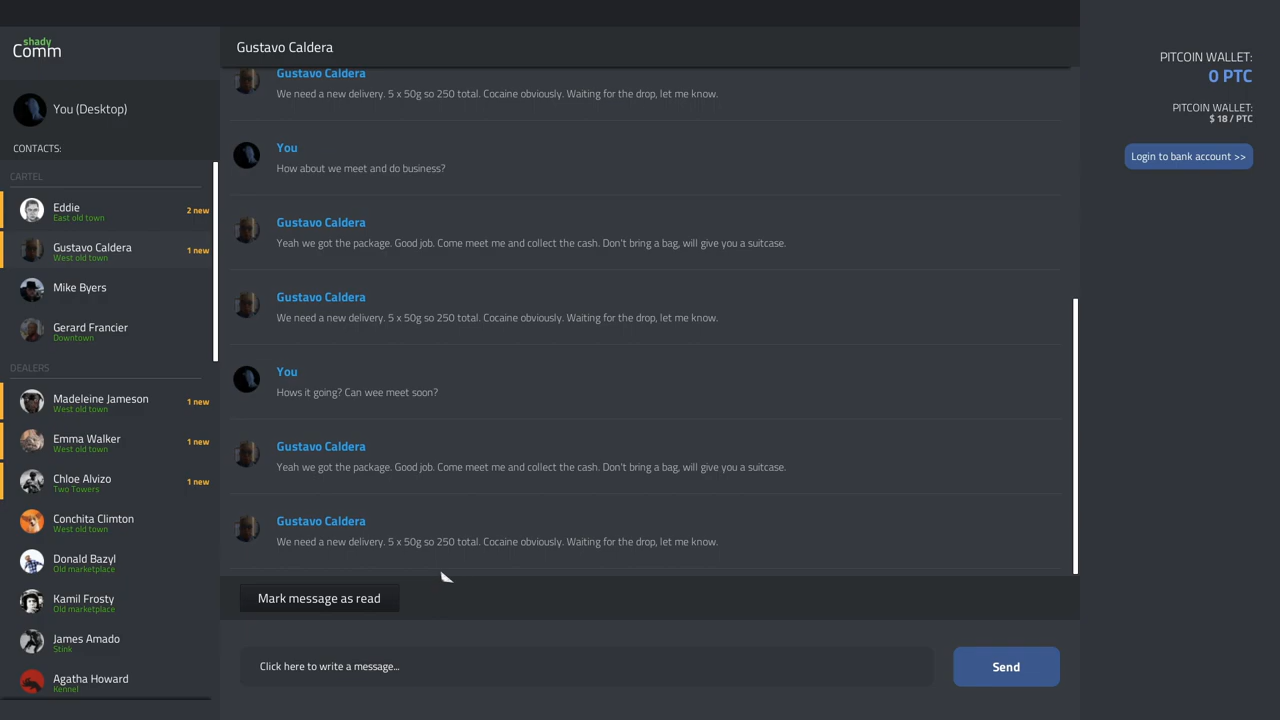 shady
Comm
You (Desktop)
CONTACTS:
CARTEL
Eddie
East old town
2 new
Gustavo Caldera
West old town
1 new
Mike Byers
Gerard Francier
Downtown
DEALERS
Madeleine Jameson
West old town
1 new
Emma Walker
West old town
1 new
Chloe Alvizo
Two Towers
1 new
Conchita Climton
West old town
Donald Bazyl
Old marketplace
Kamil Frosty
Old marketplace
James Amado
Stink
Agatha Howard
Kennel
Gustavo Caldera
Gustavo Caldera
We need a new delivery. 5 x 50g so 250 total. Cocaine obviously. Waiting for the drop, let me know.
You
How about we meet and do business?
Gustavo Caldera
Yeah we got the package. Good job. Come meet me and collect the cash. Don't bring a bag, will give you a suitcase.
Gustavo Caldera
We need a new delivery. 5 x 50g so 250 total. Cocaine obviously. Waiting for the drop, let me know.
You
Hows it going? Can wee meet soon?
Gustavo Caldera
Yeah we got the package. Good job. Come meet me and collect the cash. Don't bring a bag, will give you a suitcase.
Gustavo Caldera
We need a new delivery. 5 x 50g so 250 total. Cocaine obviously. Waiting for the drop, let me know.
Mark message as read
Click here to write a message...
Send
PITCOIN WALLET:
0 PTC
PITCOIN WALLET:
$ 18 / PTC
Login to bank account >>